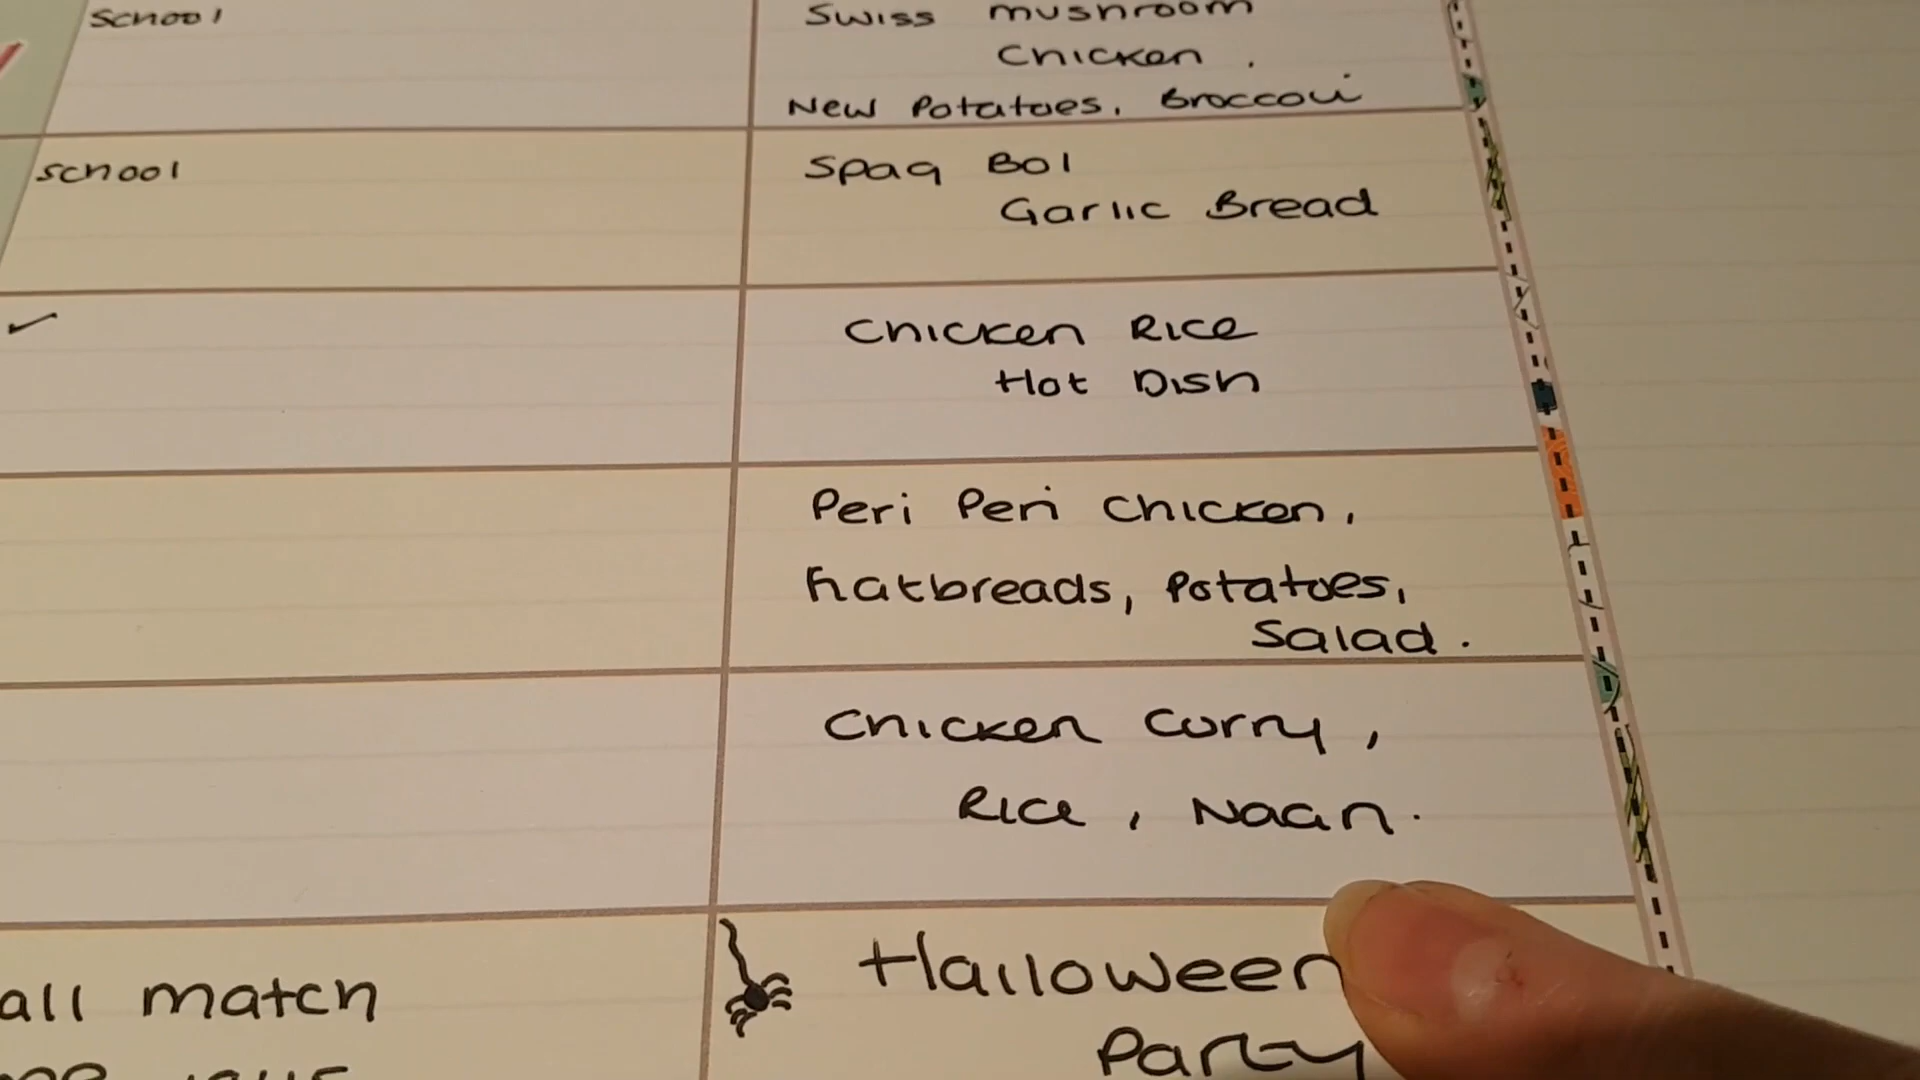 School
Swiss mushroom
Chicken.
New Potatoes, Broccoli
School
Spag Bol
Garlic Bread
Chicken Rice
Hot Dish
Peri Peri Chicken,
flatbreads, Potatoes,
Salad.
Chicken Curry,
Rice, Naan.
all match
Halloween
Party